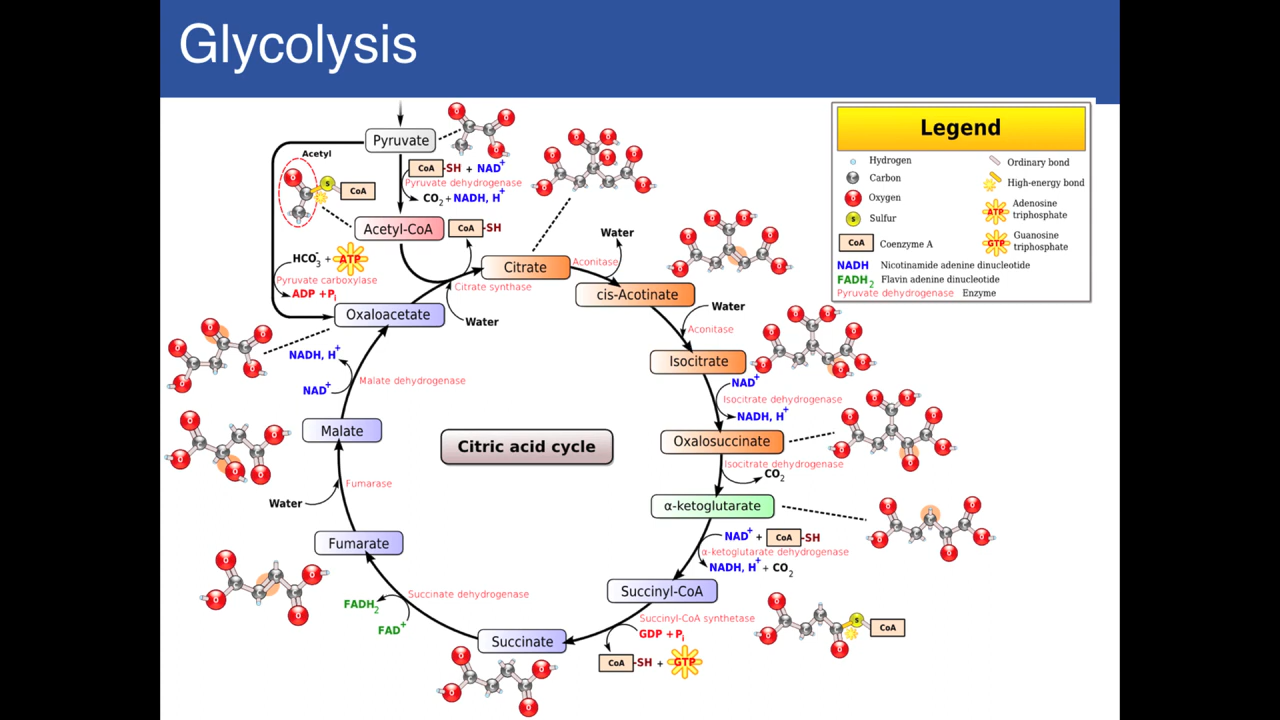 Glycolysis
Pyruvate
Acetyl
CoA -SH + NAD+
Pyruvate dehydrogenase
CO2 + NADH, H+
S CoA
Acetyl-CoA
CoA -SH
HCO3- + ATP
Pyruvate carboxylase
ADP + Pi
Citrate
Citrate synthase
Water
Oxaloacetate
Water
Aconitase
cis-Acotinate
Water
Aconitase
Isocitrate
NAD+
Isocitrate dehydrogenase
NADH, H+
Oxalosuccinate
Isocitrate dehydrogenase
CO2
α-ketoglutarate
NAD+ + CoA -SH
α-ketoglutarate dehydrogenase
NADH, H+ + CO2
Succinyl-CoA
Succinyl-CoA synthetase
GDP + Pi
CoA -SH + GTP
S CoA
Succinate
Succinate dehydrogenase
FADH2
FAD+
Fumarate
Fumarase
Water
Malate
Malate dehydrogenase
NADH, H+
NAD+
Citric acid cycle
Legend
Hydrogen
Carbon
Oxygen
S Sulfur
CoA Coenzyme A
Ordinary bond
High-energy bond
ATP Adenosine
triphosphate
GTP Guanosine
triphosphate
NADH Nicotinamide adenine dinucleotide
FADH2 Flavin adenine dinucleotide
Pyruvate dehydrogenase Enzyme